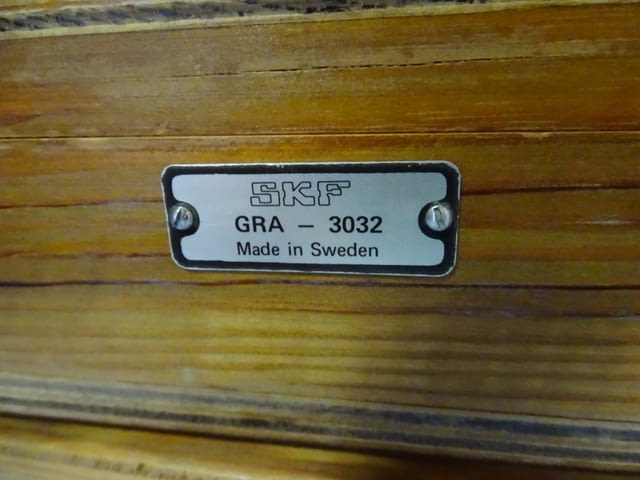 SKF
GRA – 3032
Made in Sweden